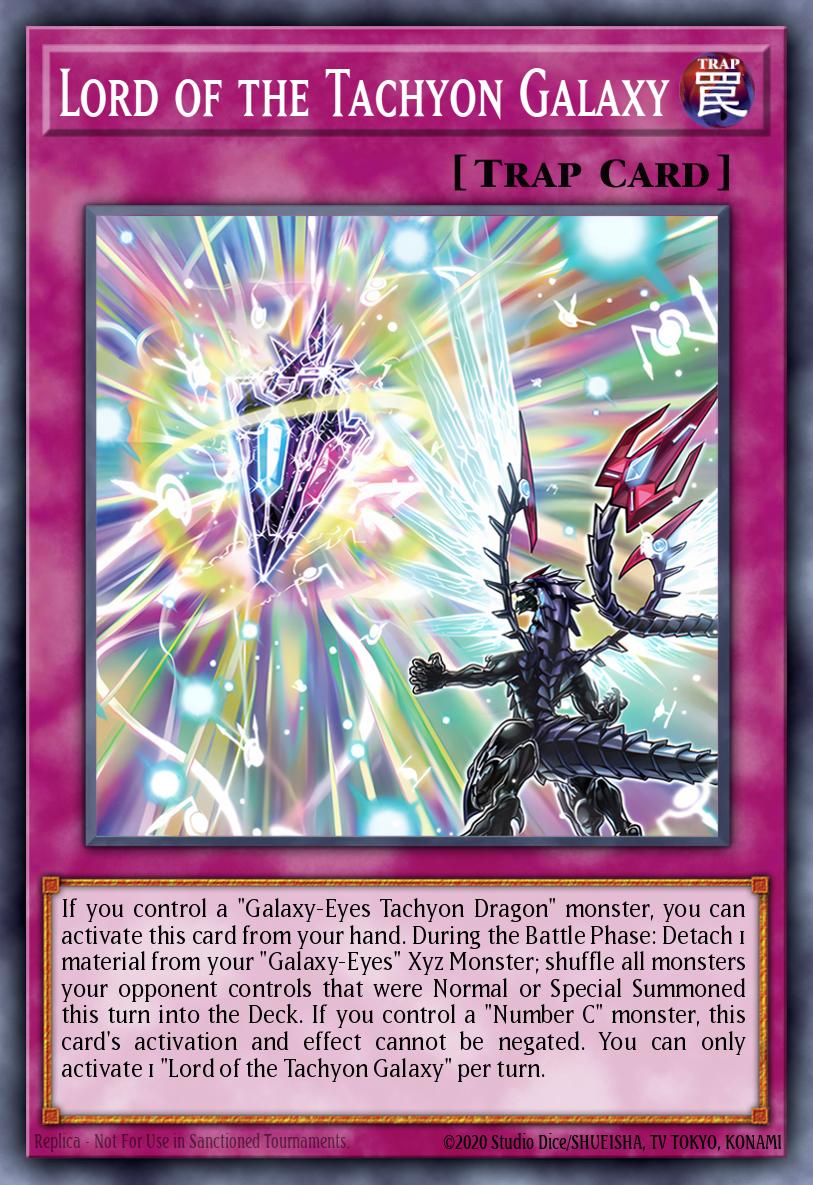 Lord of the Tachyon Galaxy
TRAP
罠
[Trap Card]
If you control a "Galaxy-Eyes Tachyon Dragon" monster, you can
activate this card from your hand. During the Battle Phase: Detach 1
material from your "Galaxy-Eyes" Xyz Monster; shuffle all monsters
your opponent controls that were Normal or Special Summoned
this turn into the Deck. If you control a "Number C" monster, this
card's activation and effect cannot be negated. You can only
activate 1 "Lord of the Tachyon Galaxy" per turn.
Replica - Not For Use in Sanctioned Tournaments.
©2020 Studio Dice/SHUEISHA, TV TOKYO, KONAMI